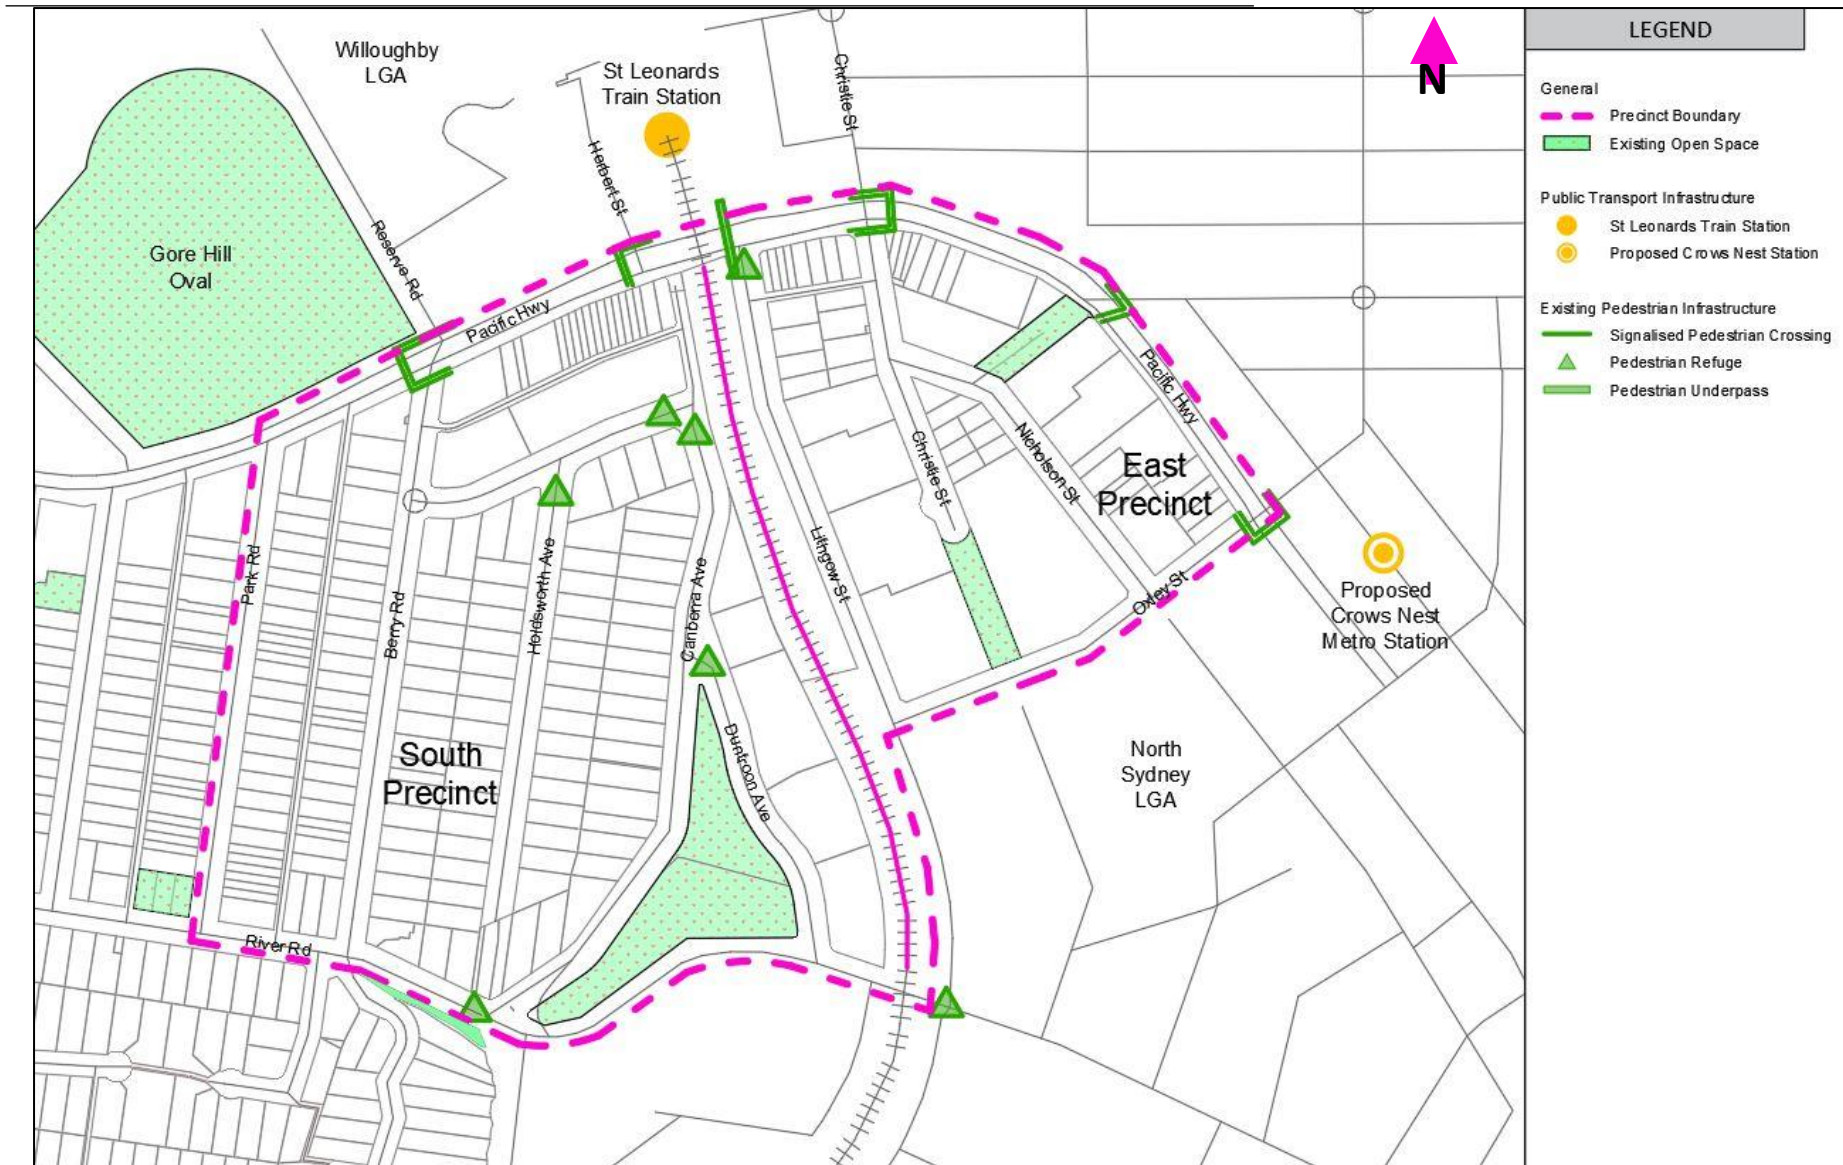 Willoughby
LGA
St Leonards
Train Station
Christie St
N
LEGEND
General
Precinct Boundary
Existing Open Space
Public Transport Infrastructure
St Leonards Train Station
Proposed Crows Nest Station
Existing Pedestrian Infrastructure
Signalised Pedestrian Crossing
Pedestrian Refuge
Pedestrian Underpass
Herbert St
Reserve Rd
Gore Hill
Oval
Pacific Hwy
Pacific Hwy
Christie St
Nicholson St
East
Precinct
Lithgow St
Oxley St
Proposed
Crows Nest
Metro Station
Park Rd
Berry Rd
Holdsworth Ave
Canberra Ave
Duntroon Ave
South
Precinct
North
Sydney
LGA
River Rd